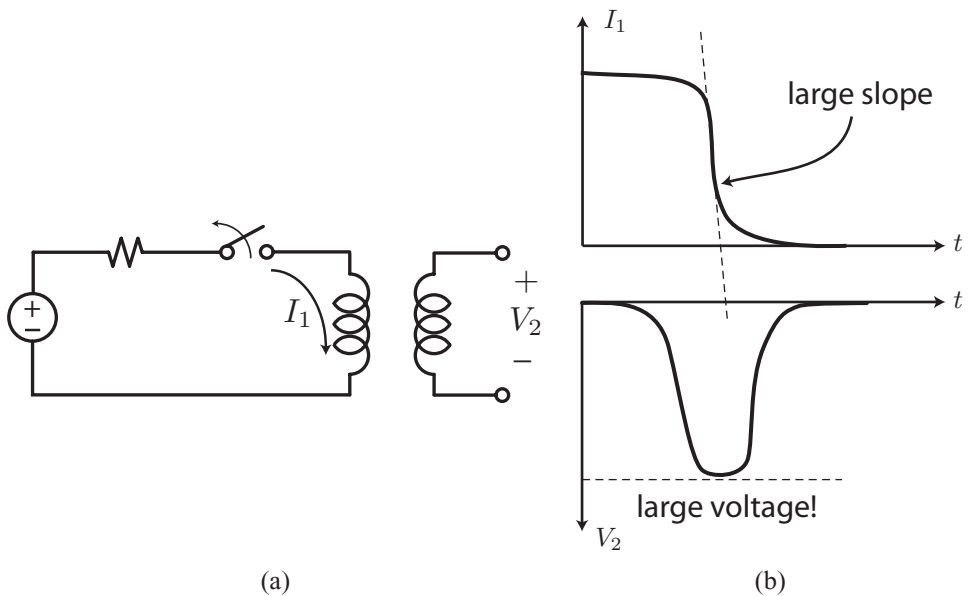 I₁
large slope
t
+
−
I₁
+
V₂
−
t
large voltage!
V₂
(a)
(b)